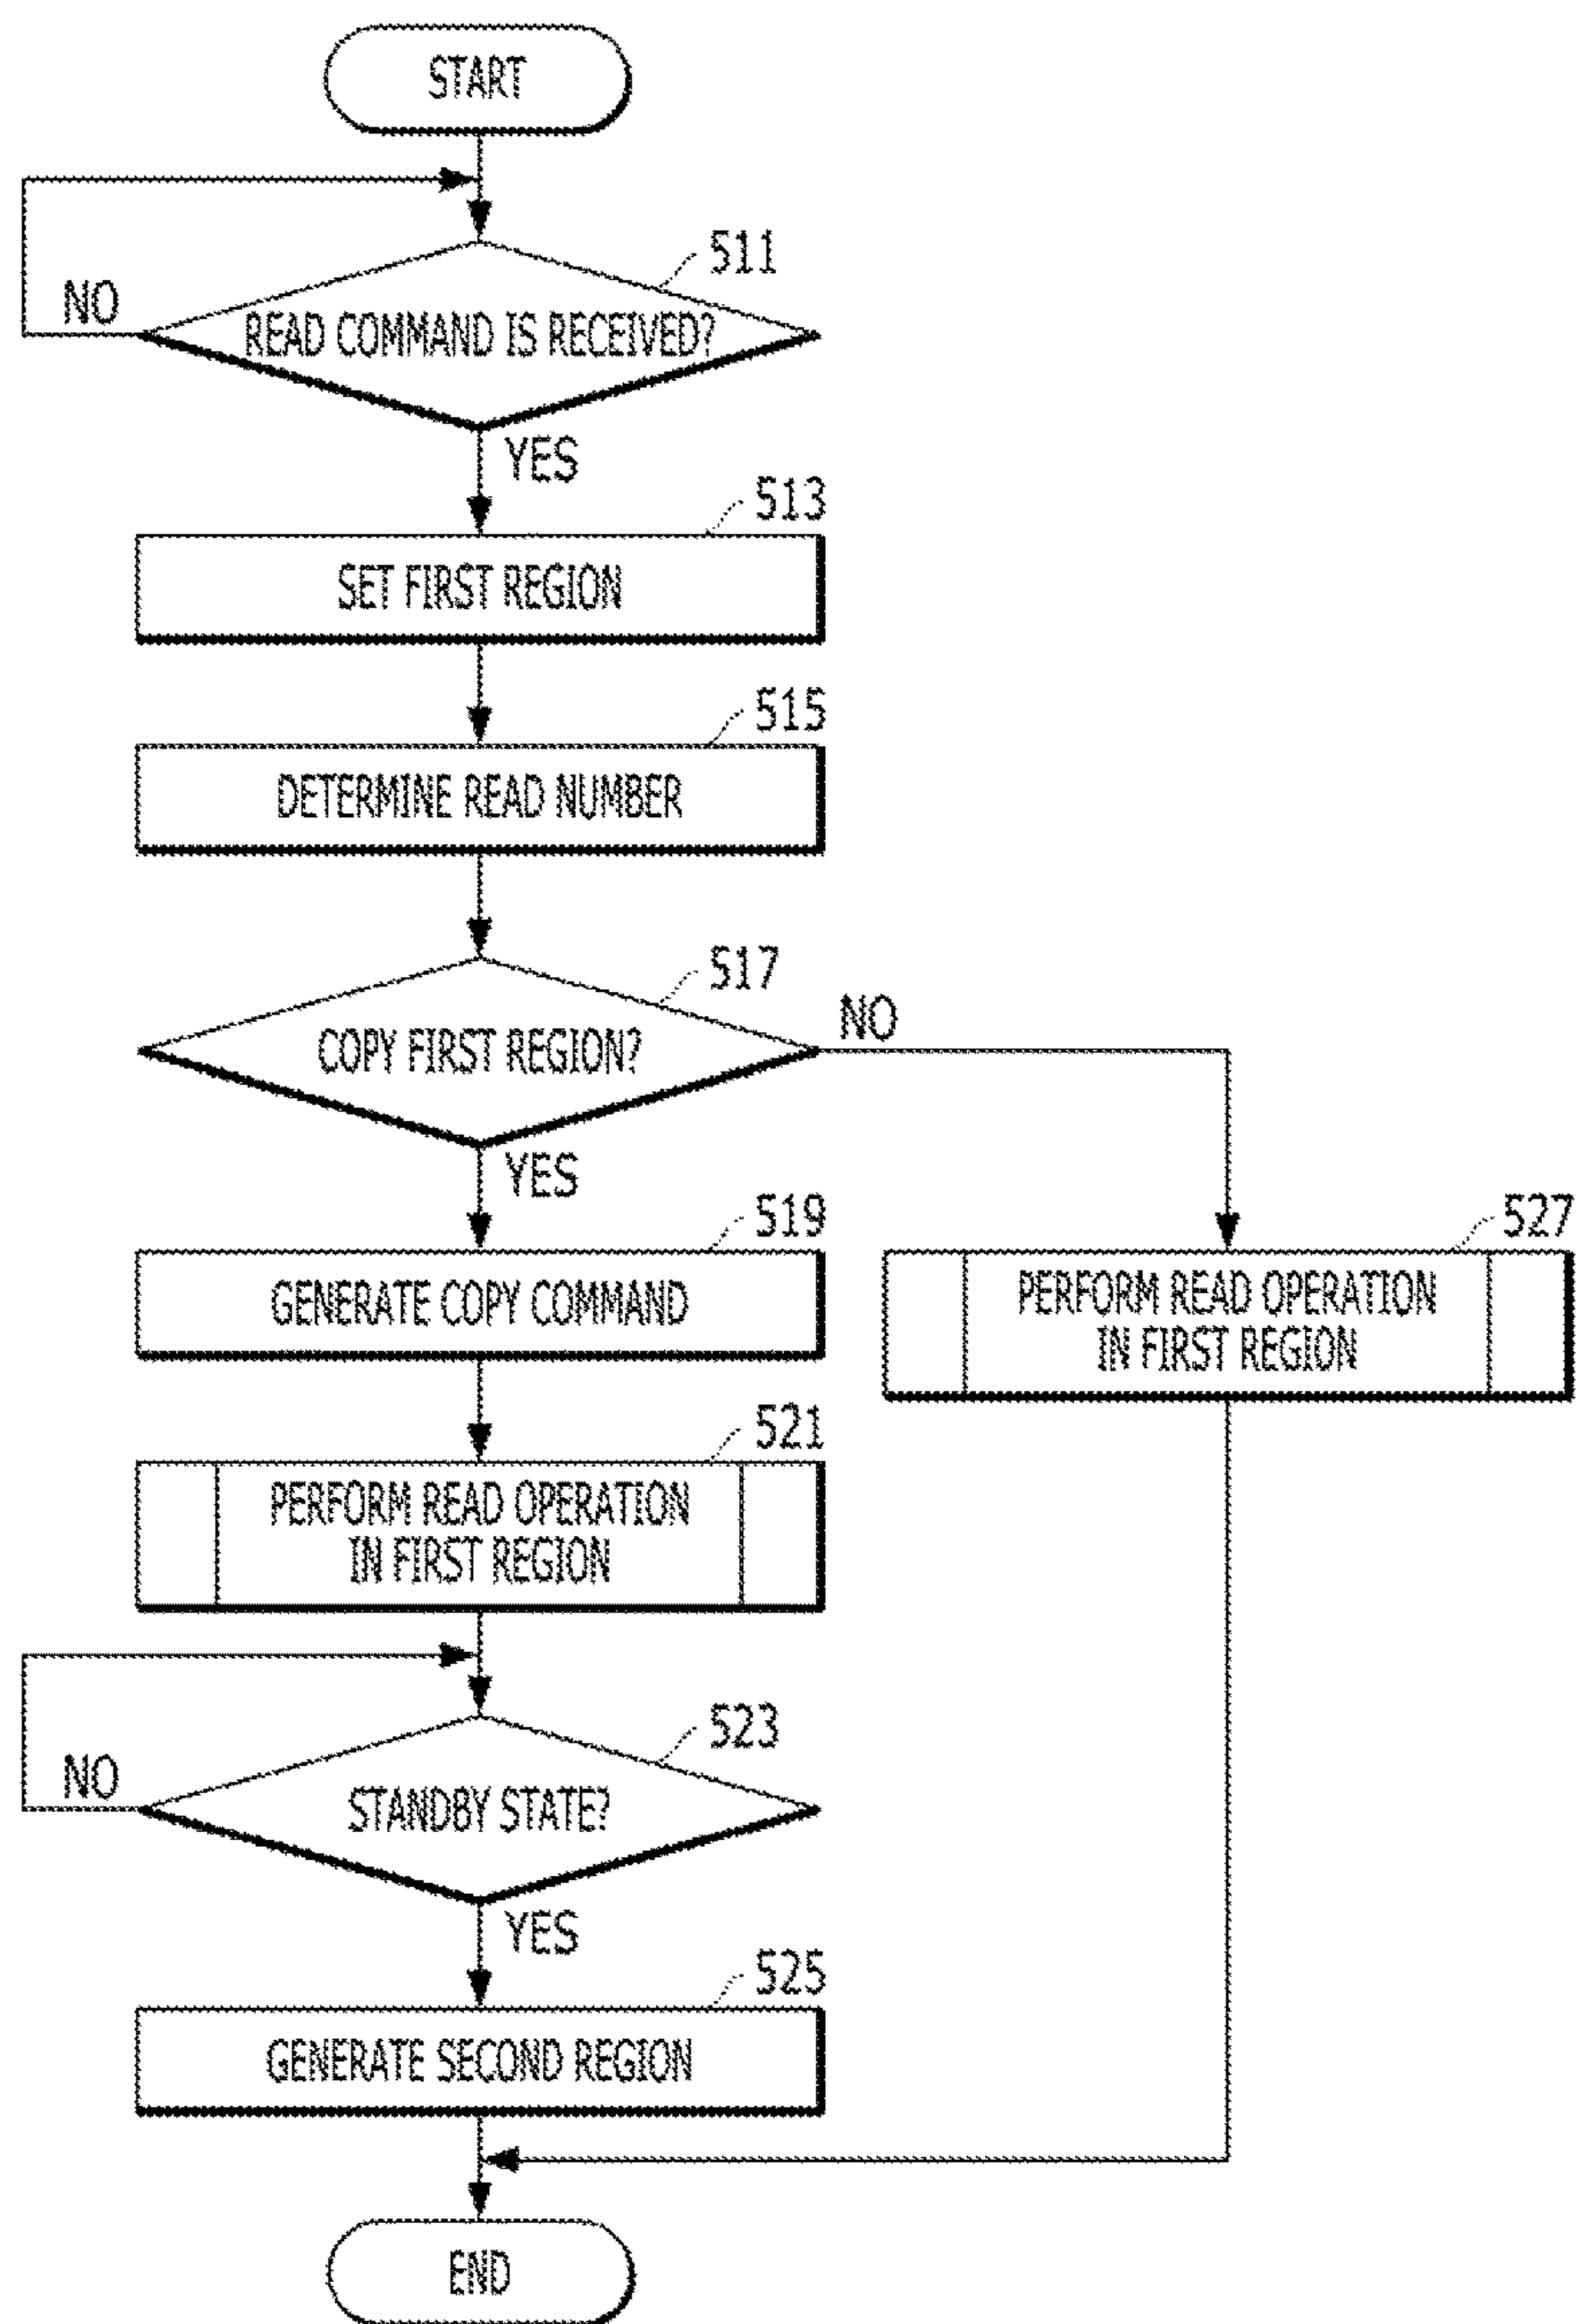 START
511
NO
READ COMMAND IS RECEIVED?
YES
513
SET FIRST REGION
515
DETERMINE READ NUMBER
517
NO
COPY FIRST REGION?
YES
519
GENERATE COPY COMMAND
527
PERFORM READ OPERATION
IN FIRST REGION
521
PERFORM READ OPERATION
IN FIRST REGION
523
NO
STANDBY STATE?
YES
525
GENERATE SECOND REGION
END